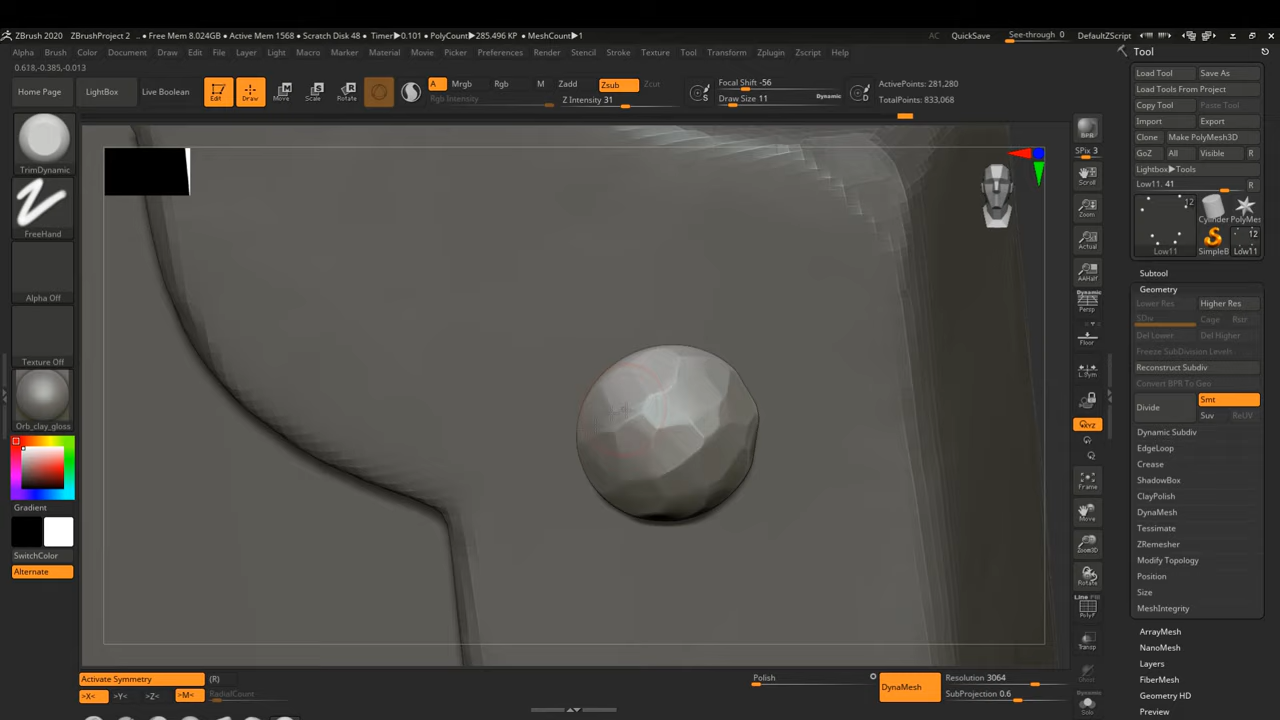 ZBrush 2020 ZBrushProject 2 .. • Free Mem 8.024GB • Active Mem 1568 • Scratch Disk 48 • Timer▶0.101 • PolyCount▶285.496 KP • MeshCount▶1 AC QuickSave See-through 0 DefaultZScript
Alpha Brush Color Document Draw Edit File Layer Light Macro Marker Material Movie Picker Preferences Render Stencil Stroke Texture Tool Transform Zplugin Zscript Help
Tool
0.618,-0.385,-0.013
Load Tool Save As
Load Tools From Project
Copy Tool Paste Tool
Import Export
Clone Make PolyMesh3D
GoZ All Visible R
Lightbox▶Tools
Low11. 41 R
12
Cylinder PolyMes
12
Low11 SimpleB Low11
Subtool
Geometry
Lower Res Higher Res
SDiv Cage Rstr
Del Lower Del Higher
Freeze SubDivision Levels
Reconstruct Subdiv
Convert BPR To Geo
Divide Smt
Suv ReUV
Dynamic Subdiv
EdgeLoop
Crease
ShadowBox
ClayPolish
DynaMesh
Tessimate
ZRemesher
Modify Topology
Position
Size
MeshIntegrity
ArrayMesh
NanoMesh
Layers
FiberMesh
Geometry HD
Preview
Home Page LightBox Live Boolean Edit Draw Move Scale Rotate
A Mrgb Rgb M Zadd Zsub Zcut
Rgb Intensity Z Intensity 31
S Focal Shift -56
Draw Size 11 Dynamic D
ActivePoints: 281,280
TotalPoints: 833,068
TrimDynamic
FreeHand
Alpha Off
Texture Off
Orb_clay_gloss
Gradient
SwitchColor
Alternate
BPR
SPix 3
Scroll
Zoom
Actual
AAHalf
Dynamic
Persp
Floor
L.Sym
XYZ
Frame
Move
Zoom3D
Rotate
Line Fill
PolyF
Transp
Ghost
Dynamic
Solo
Activate Symmetry (R)
>X< >Y< >Z< >M< RadialCount
Polish
DynaMesh
Resolution 3064
SubProjection 0.6